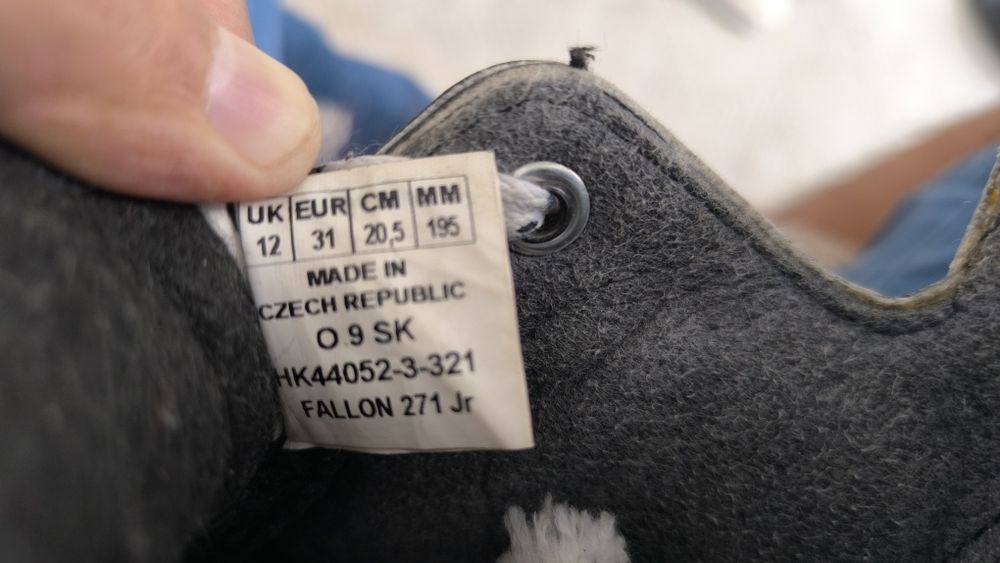 UK EUR CM MM
12 31 20,5 195
MADE IN
CZECH REPUBLIC
O.9 SK
HK44052-3-321
FALLON 271 Jr